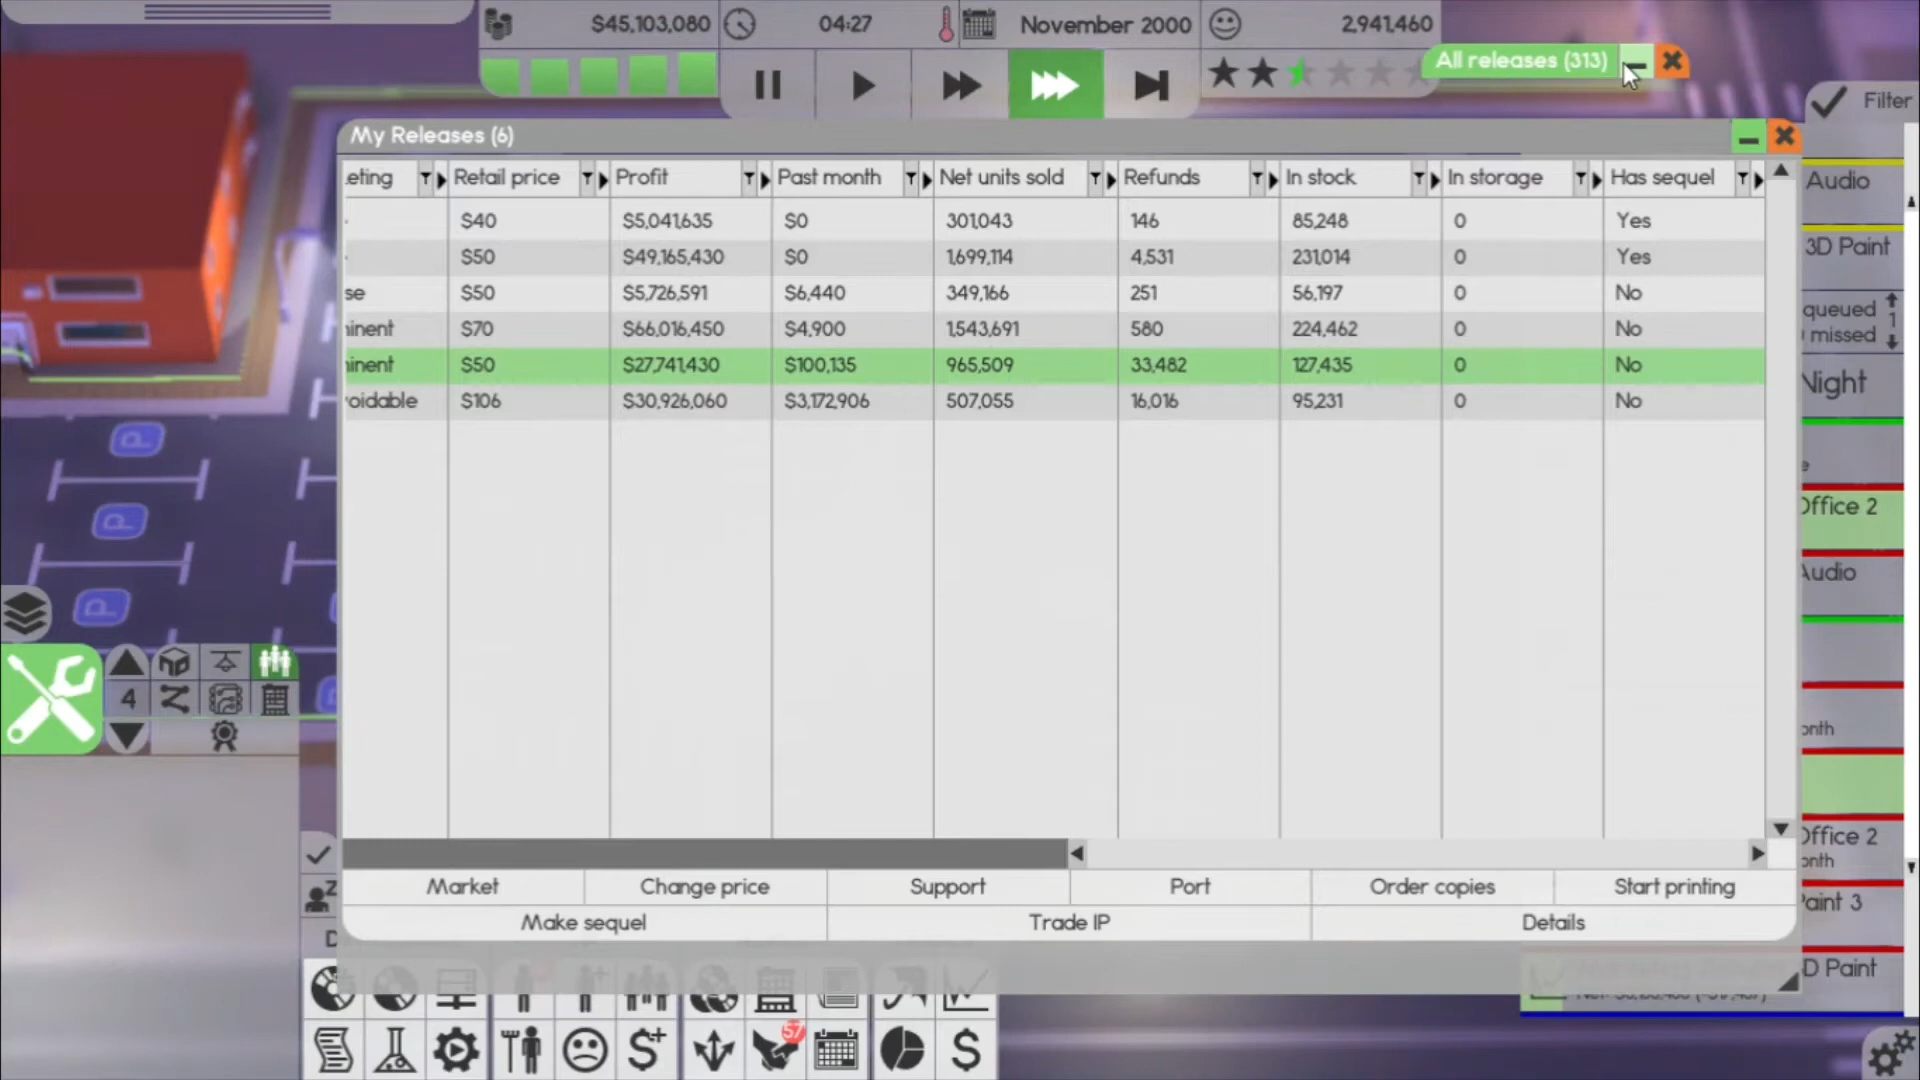 $45,103,080
04:27
November 2000
2,941,460
All releases (313)
Filter
My Releases (6)
eting Retail price Profit Past month Net units sold Refunds In stock In storage Has sequel
$40 $5,041,635 $0 301,043 146 85,248 0 Yes
$50 $49,165,430 $0 1,699,114 4,531 231,014 0 Yes
se $50 $5,726,591 $6,440 349,166 251 56,197 0 No
inent $70 $66,016,450 $4,900 1,543,691 580 224,462 0 No
inent $50 $27,741,430 $100,135 965,509 33,482 127,435 0 No
oidable $106 $30,926,060 $3,172,906 507,055 16,016 95,231 0 No
Audio
3D Paint
queued
1
missed
Night
Office 2
Audio
onth
Office 2
onth
Paint 3
3D Paint
P
P
P
4
Market Change price Support Port Order copies Start printing
Make sequel Trade IP Details
57